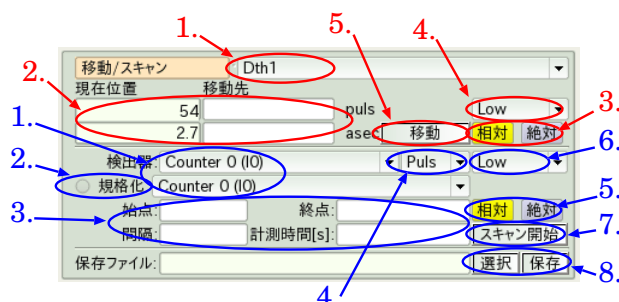 1. 5. 4.
移動/スキャン Dth1
2. 現在位置 移動先
54 puls Low 3.
1. 2.7 asec 移動 相対 絶対 6.
検出器: Counter 0 (I0) Puls Low
2. 規格化 Counter 0 (I0) 5.
3. 始点: 終点: 相対 絶対
間隔: 計測時間[s]: スキャン開始 7.
保存ファイル: 選択 保存 8.
4.